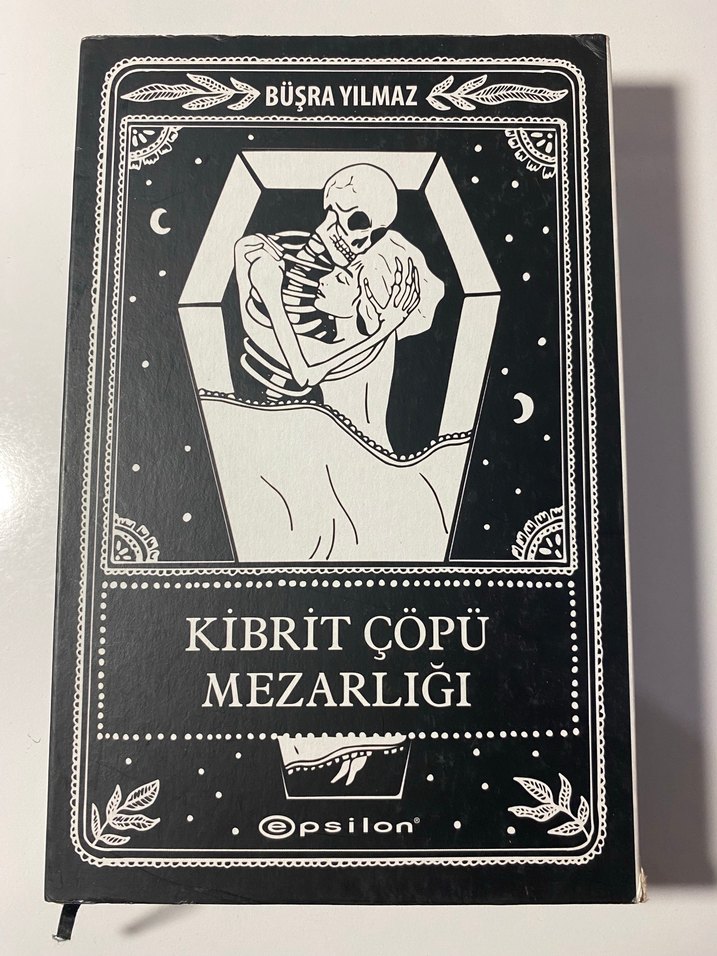 BÜŞRA YILMAZ
KİBRİT ÇÖPÜ
MEZARLIĞI
epsilon®